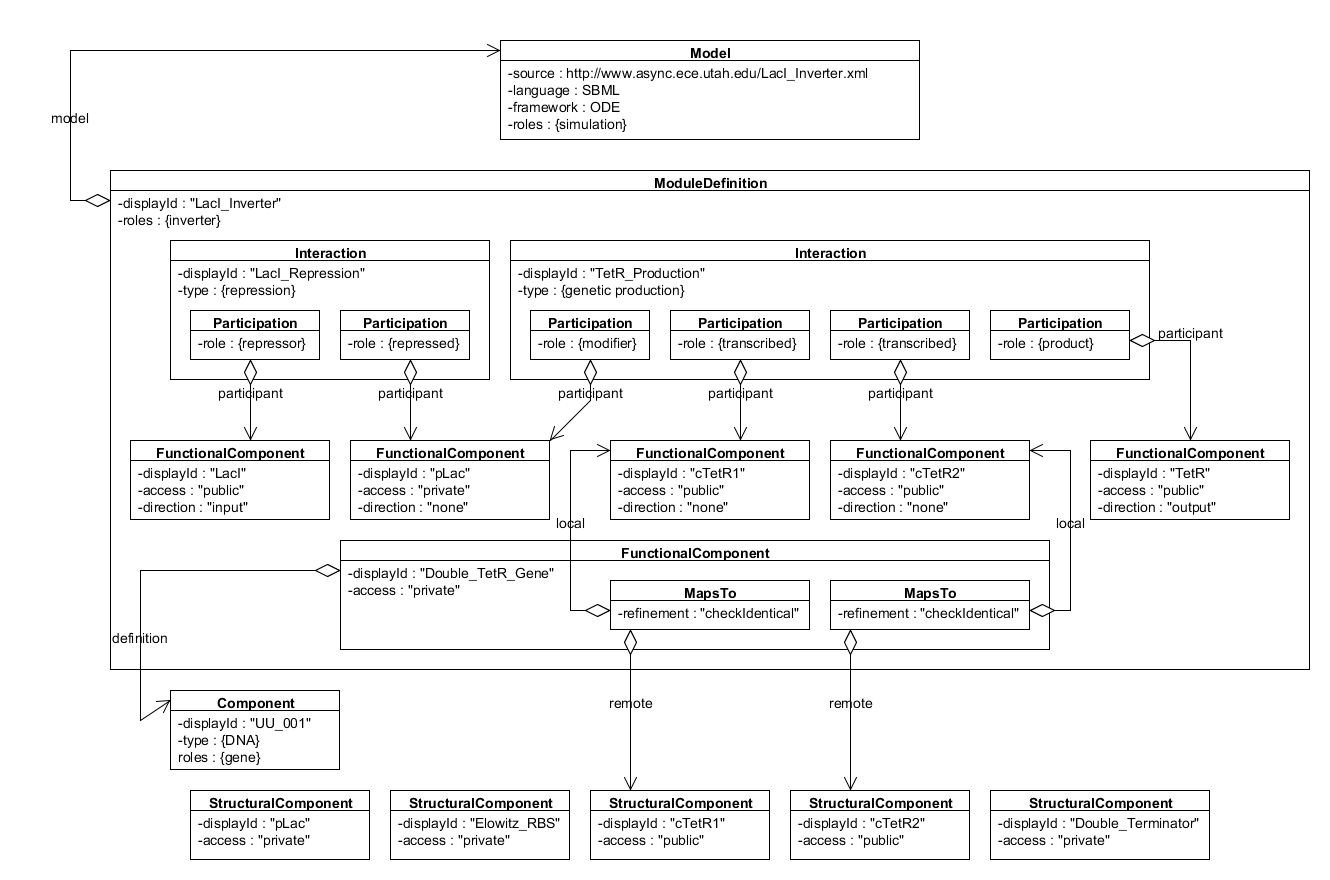 Model
-source : http://www.async.ece.utah.edu/LacI_Inverter.xml
-language : SBML
-framework : ODE
-roles : {simulation}
model
ModuleDefinition
-displayId : "LacI_Inverter"
-roles : {inverter}
Interaction
-displayId : "LacI_Repression"
-type : {repression}
Participation
-role : {repressor}
Participation
-role : {repressed}
Interaction
-displayId : "TetR_Production"
-type : {genetic production}
Participation
-role : {modifier}
Participation
-role : {transcribed}
Participation
-role : {transcribed}
Participation
-role : {product}
participant
participant
participant
participant
participant
participant
FunctionalComponent
-displayId : "LacI"
-access : "public"
-direction : "input"
FunctionalComponent
-displayId : "pLac"
-access : "private"
-direction : "none"
FunctionalComponent
-displayId : "cTetR1"
-access : "public"
-direction : "none"
FunctionalComponent
-displayId : "cTetR2"
-access : "public"
-direction : "none"
FunctionalComponent
-displayId : "TetR"
-access : "public"
-direction : "output"
local
local
FunctionalComponent
-displayId : "Double_TetR_Gene"
-access : "private"
MapsTo
-refinement : "checkIdentical"
MapsTo
-refinement : "checkIdentical"
definition
remote
remote
Component
-displayId : "UU_001"
-type : {DNA}
roles : {gene}
StructuralComponent
-displayId : "pLac"
-access : "private"
StructuralComponent
-displayId : "Elowitz_RBS"
-access : "private"
StructuralComponent
-displayId : "cTetR1"
-access : "public"
StructuralComponent
-displayId : "cTetR2"
-access : "public"
StructuralComponent
-displayId : "Double_Terminator"
-access : "private"